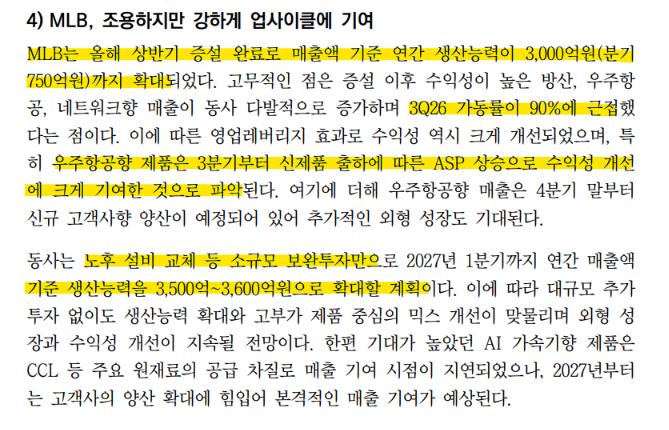 4) MLB, 조용하지만 강하게 업사이클에 기여
MLB는 올해 상반기 증설 완료로 매출액 기준 연간 생산능력이 3,000억원(분기
750억원)까지 확대되었다. 고무적인 점은 증설 이후 수익성이 높은 방산, 우주항
공, 네트워크향 매출이 동사 다발적으로 증가하며 3Q26 가동률이 90%에 근접했
다는 점이다. 이에 따른 영업레버리지 효과로 수익성 역시 크게 개선되었으며, 특
히 우주항공향 제품은 3분기부터 신제품 출하에 따른 ASP 상승으로 수익성 개선
에 크게 기여한 것으로 파악된다. 여기에 더해 우주항공향 매출은 4분기 말부터
신규 고객사향 양산이 예정되어 있어 추가적인 외형 성장도 기대된다.
동사는 노후 설비 교체 등 소규모 보완투자만으로 2027년 1분기까지 연간 매출액
기준 생산능력을 3,500억~3,600억원으로 확대할 계획이다. 이에 따라 대규모 추가
투자 없이도 생산능력 확대와 고부가 제품 중심의 믹스 개선이 맞물리며 외형 성
장과 수익성 개선이 지속될 전망이다. 한편 기대가 높았던 AI 가속기향 제품은
CCL 등 주요 원재료의 공급 차질로 매출 기여 시점이 지연되었으나, 2027년부터
는 고객사의 양산 확대에 힘입어 본격적인 매출 기여가 예상된다.